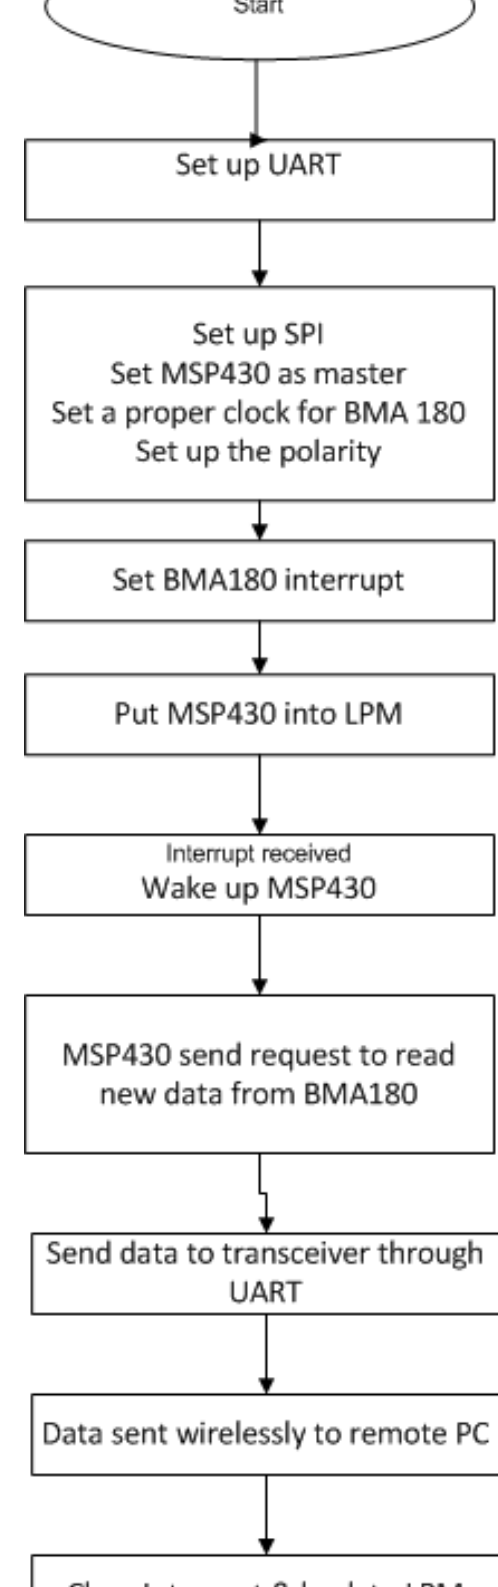 Start
Set up UART
Set up SPI
Set MSP430 as master
Set a proper clock for BMA 180
Set up the polarity
Set BMA180 interrupt
Put MSP430 into LPM
Interrupt received
Wake up MSP430
MSP430 send request to read
new data from BMA180
Send data to transceiver through
UART
Data sent wirelessly to remote PC